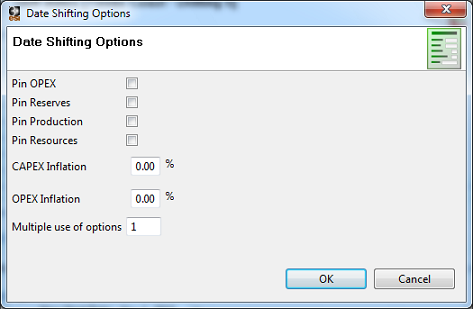 Date Shifting Options
Date Shifting Options
Pin OPEX
Pin Reserves
Pin Production
Pin Resources
CAPEX Inflation 0.00 %
OPEX Inflation 0.00 %
Multiple use of options 1
OK Cancel